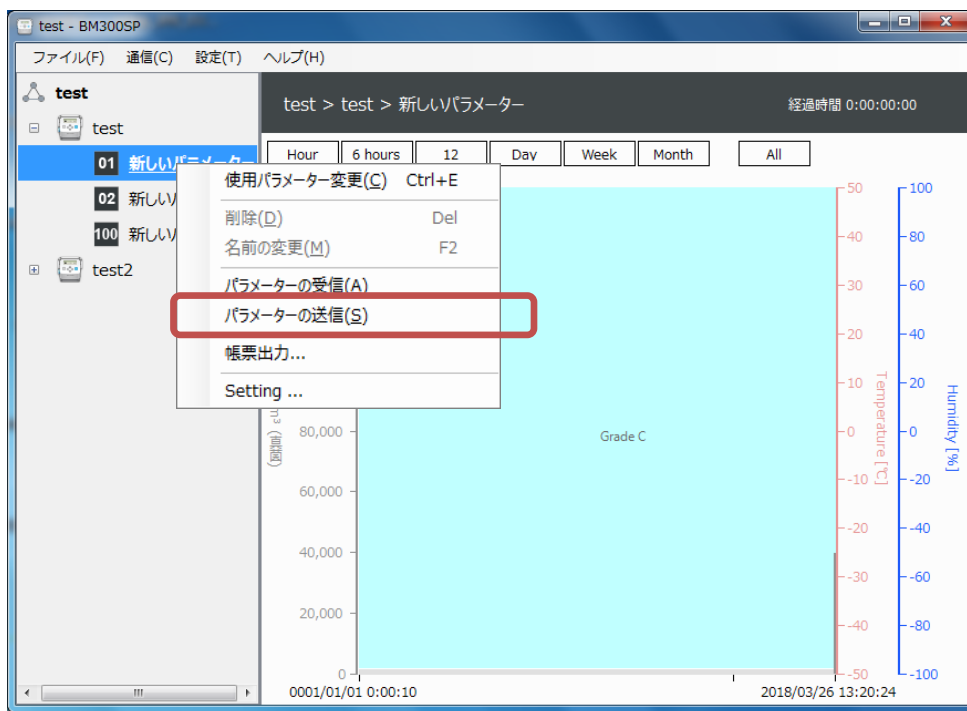 test - BM300SP
ファイル(F) 通信(C) 設定(T) ヘルプ(H)
test
test
01 新しいパラメーター
02 新しいパ
100 新しいパ
test2
test > test > 新しいパラメーター
経過時間 0:00:00:00
Hour 6 hours 12 Day Week Month All
使用パラメーター変更(C) Ctrl+E
削除(D) Del
名前の変更(M) F2
パラメーターの受信(A)
パラメーターの送信(S)
帳票出力...
Setting ...
80,000
60,000
40,000
20,000
0
Grade C
0001/01/01 0:00:10
2018/03/26 13:20:24
50
40
30
20
10
0
-10
-20
-30
-40
-50
Temperature [℃]
100
80
60
40
20
0
-20
-40
-60
-80
-100
Humidity [%]